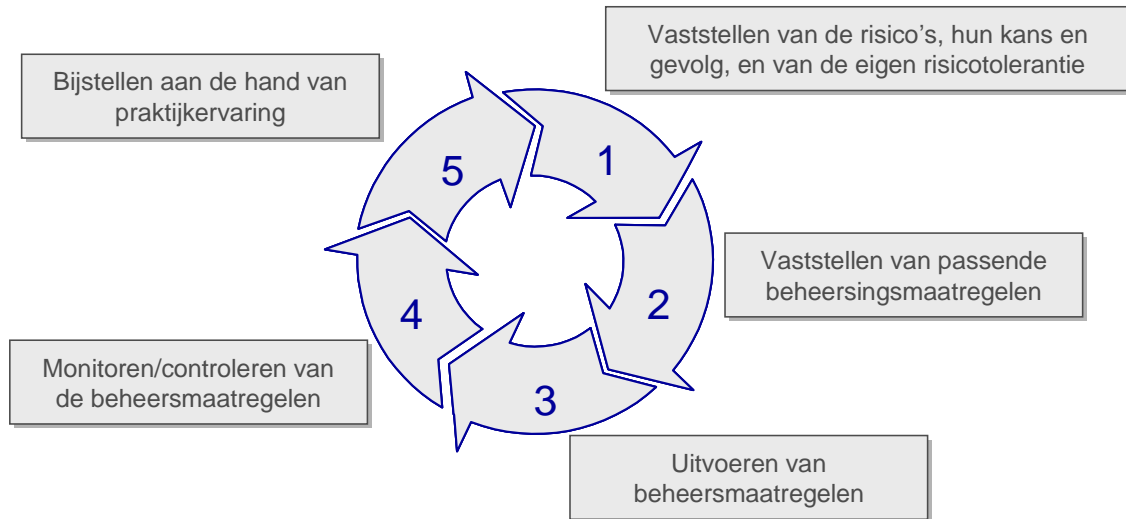 1
Vaststellen van de risico’s, hun kans en
gevolg, en van de eigen risicotolerantie
2
Vaststellen van passende
beheersingsmaatregelen
3
Uitvoeren van
beheersmaatregelen
4
Monitoren/controleren van
de beheersmaatregelen
5
Bijstellen aan de hand van
praktijkervaring